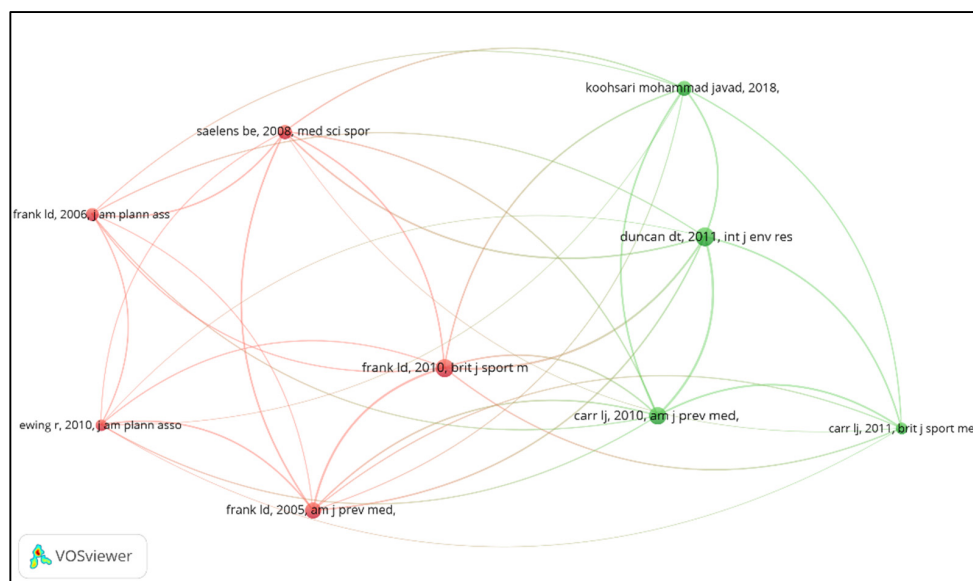 koohsari mohammad javad, 2018,
saelens be, 2008, med sci spor
frank ld, 2006, j am plann ass
duncan dt, 2011, int j env res
frank ld, 2010, brit j sport m
carr lj, 2010, am j prev med,
ewing r, 2010, j am plann asso
carr lj, 2011, brit j sport me
frank ld, 2005, am j prev med,
VOSviewer